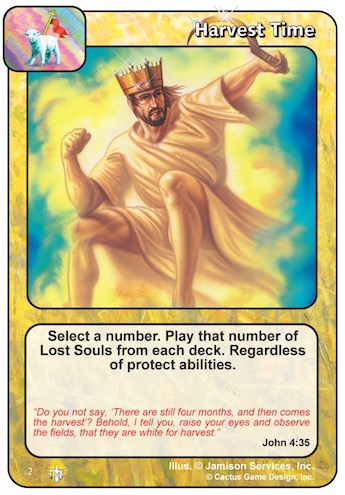 Harvest Time
Select a number. Play that number of
Lost Souls from each deck. Regardless
of protect abilities.
"Do you not say, ‘There are still four months, and then comes
the harvest’? Behold, I tell you, raise your eyes and observe
the fields, that they are white for harvest."
John 4:35
Illus. © Jamison Services, Inc.
2
© Cactus Game Design, Inc.